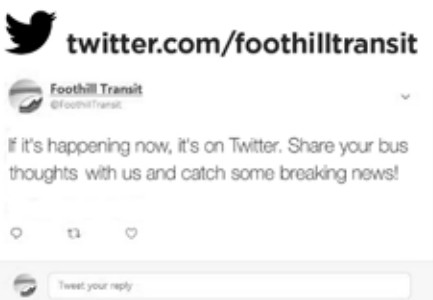 twitter.com/foothilltransit
Foothill Transit
@FoothillTransit
If it's happening now, it's on Twitter. Share your bus
thoughts with us and catch some breaking news!
Tweet your reply